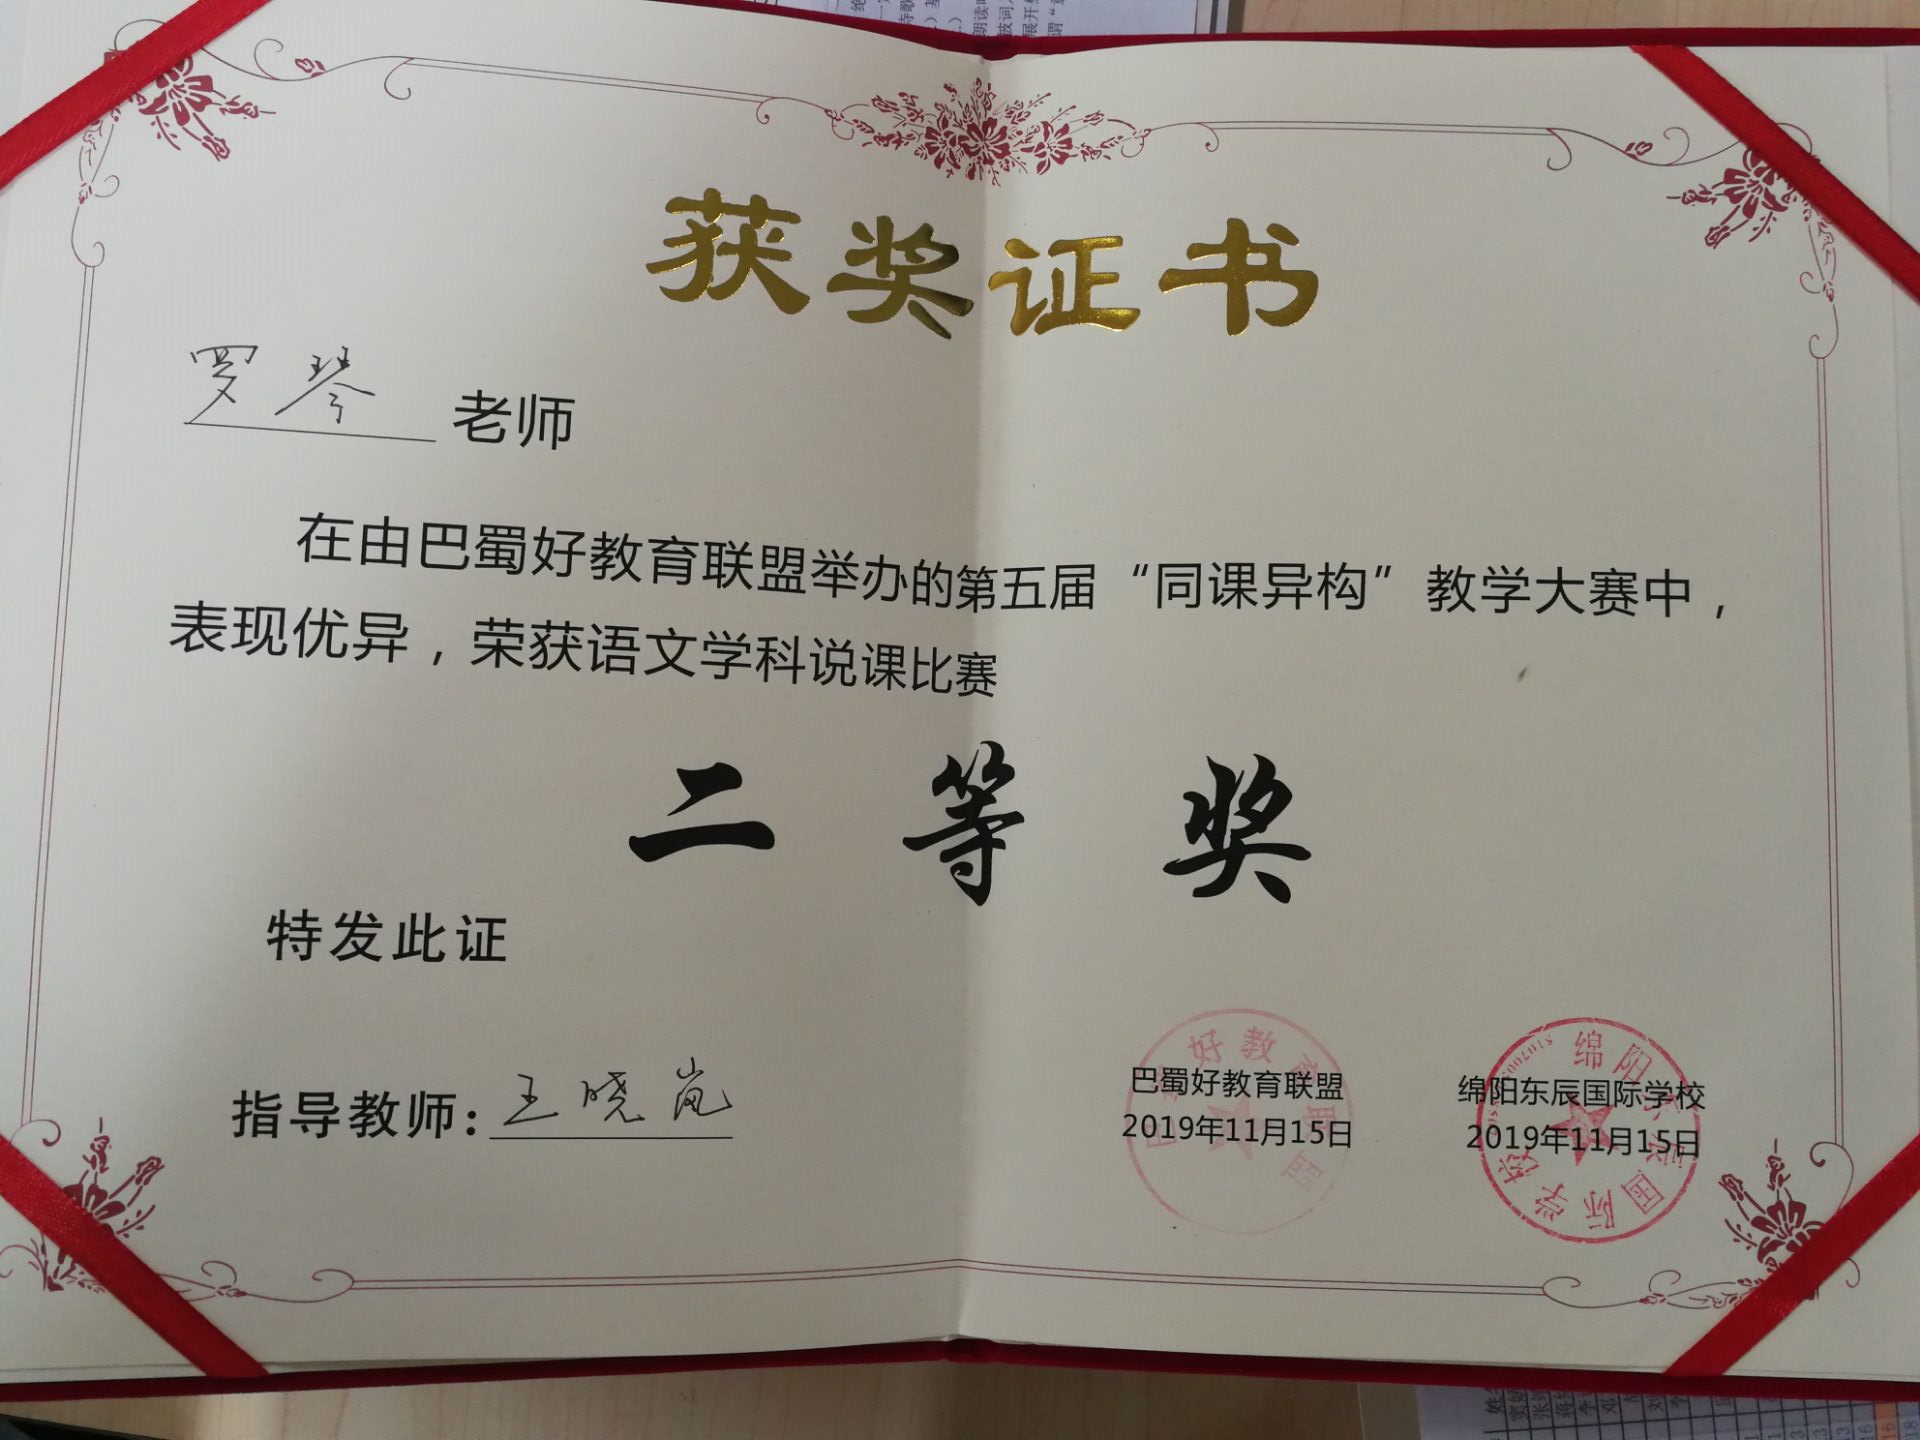 获奖证书
罗琴 老师
在由巴蜀好教育联盟举办的第五届“同课异构”教学大赛中，
表现优异，荣获语文学科说课比赛
二等奖
特发此证
指导教师：王晓岚
巴蜀好教育联盟
2019年11月15日
绵阳东辰国际学校
2019年11月15日